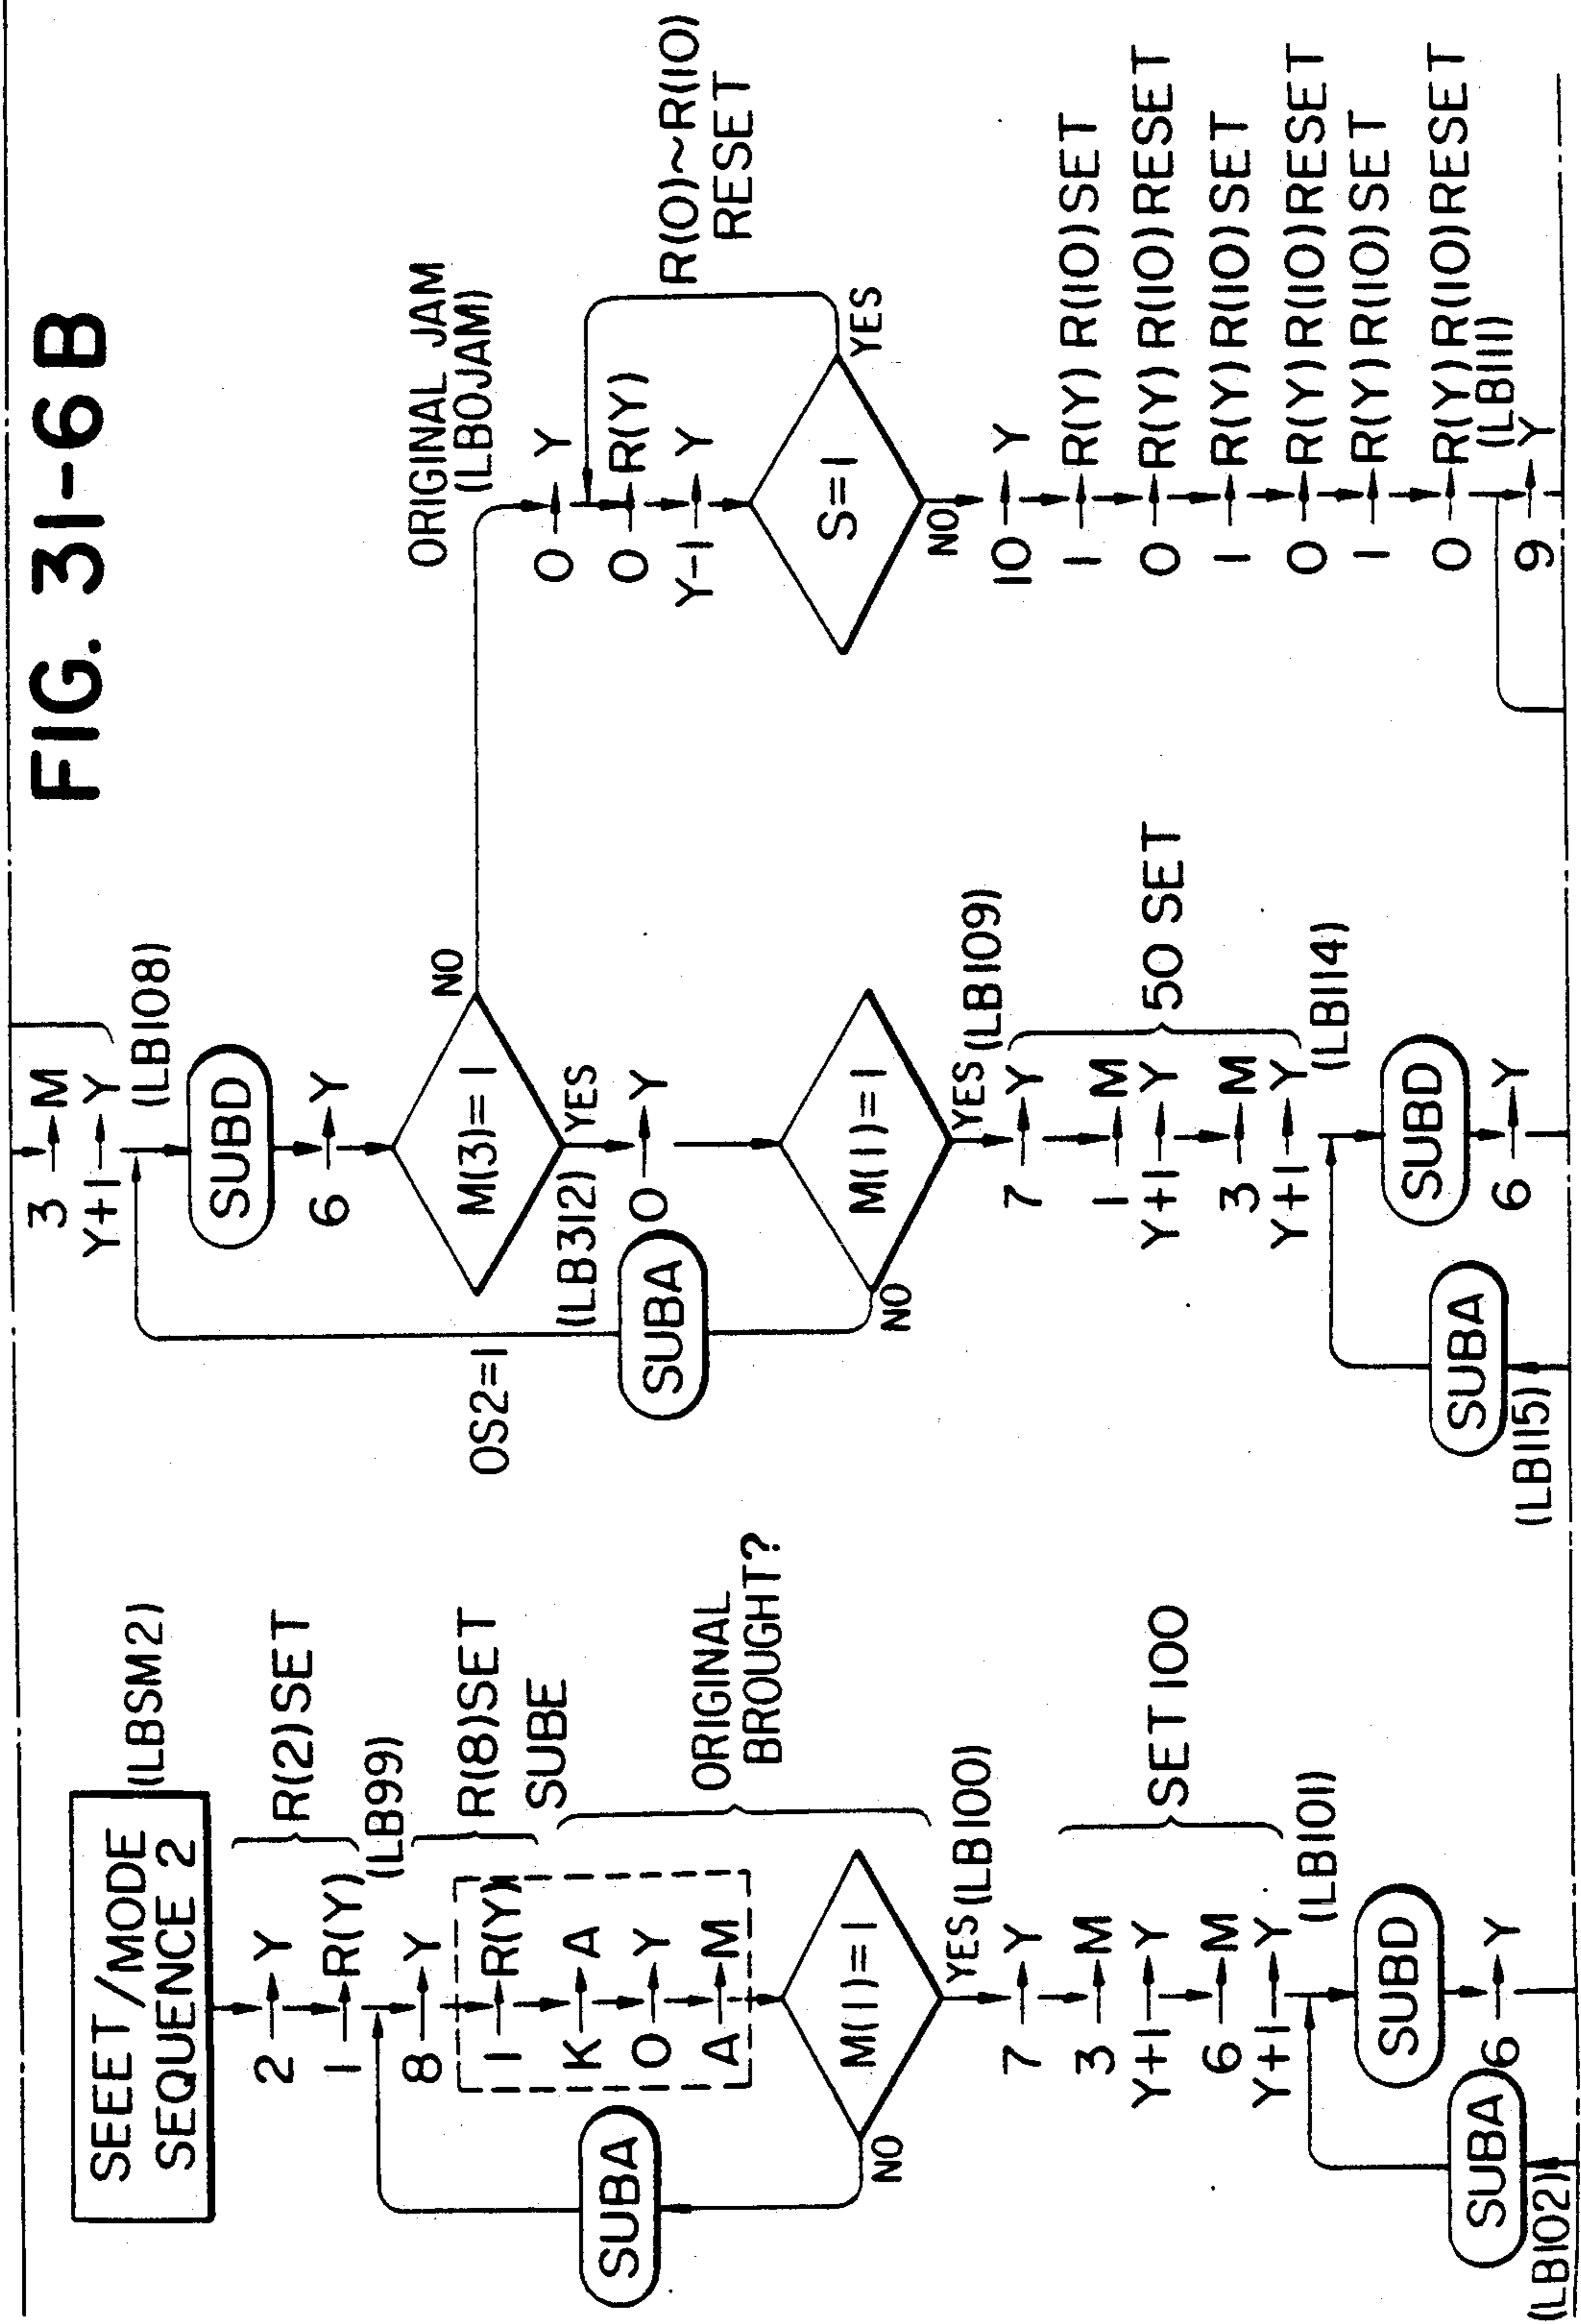 FIG. 31-6 B
SEET/MODE
SEQUENCE 2
(LBSM2)
2 → Y
1 → R(Y)
R(2)SET
(LB99)
8 → Y
R(8)SET
1 → R(Y)
SUBE
K → A
0 → Y
A → M
ORIGINAL
BROUGHT?
SUBA
M(1)=1
NO
YES
(LB100)
7 → Y
3 → M
Y+1 → Y
6 → M
Y+1 → Y
SET 100
(LB101)
SUBD
SUBA
6 → Y
(LB102)
3 → M
Y+1 → Y
(LB108)
SUBD
6 → Y
M(3)=1
NO
YES
OS2=1
(LB312)
SUBA
0 → Y
M(1)=1
NO
YES
(LB109)
7 → Y
1 → M
Y+1 → Y
3 → M
Y+1 → Y
50 SET
(LB114)
SUBD
SUBA
6 → Y
(LB115)
ORIGINAL JAM
(LBOJAM)
0 → Y
0 → R(Y)
Y-1 → Y
R(0)~R(10)
RESET
S=1
YES
NO
10 → Y
1 → R(Y) R(10)SET
0 → R(Y) R(10)RESET
1 → R(Y) R(10)SET
0 → R(Y) R(10)RESET
1 → R(Y) R(10)SET
0 → R(Y) R(10)RESET
(LB111)
9 → Y